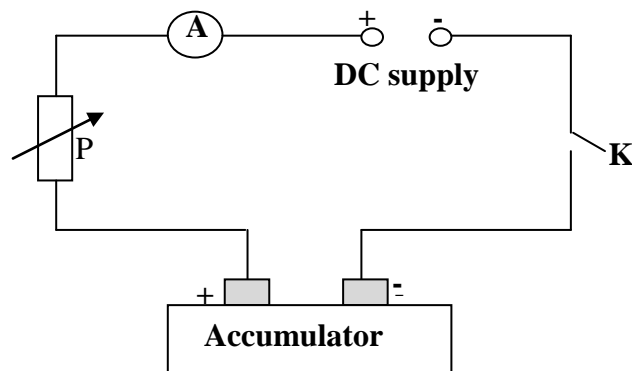 A
+ -
DC supply
P
K
+ -
Accumulator